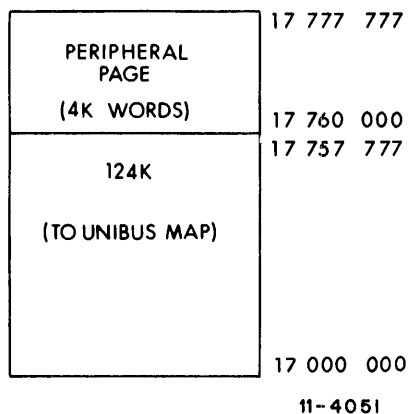 17 777 777
PERIPHERAL
PAGE
(4K WORDS)
17 760 000
17 757 777
124K
(TO UNIBUS MAP)
17 000 000
11-4051